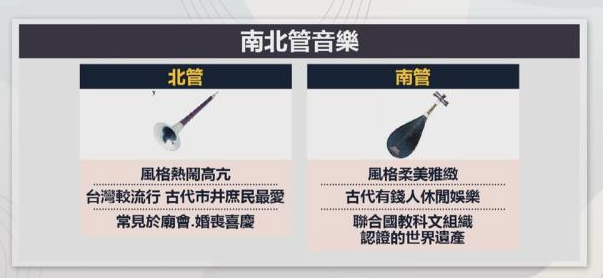 南北管音樂
北管
風格熱鬧高亢
台灣較流行 古代市井庶民最愛
常見於廟會.婚喪喜慶
南管
風格柔美雅緻
古代有錢人休閒娛樂
聯合國教科文組織
認證的世界遺產